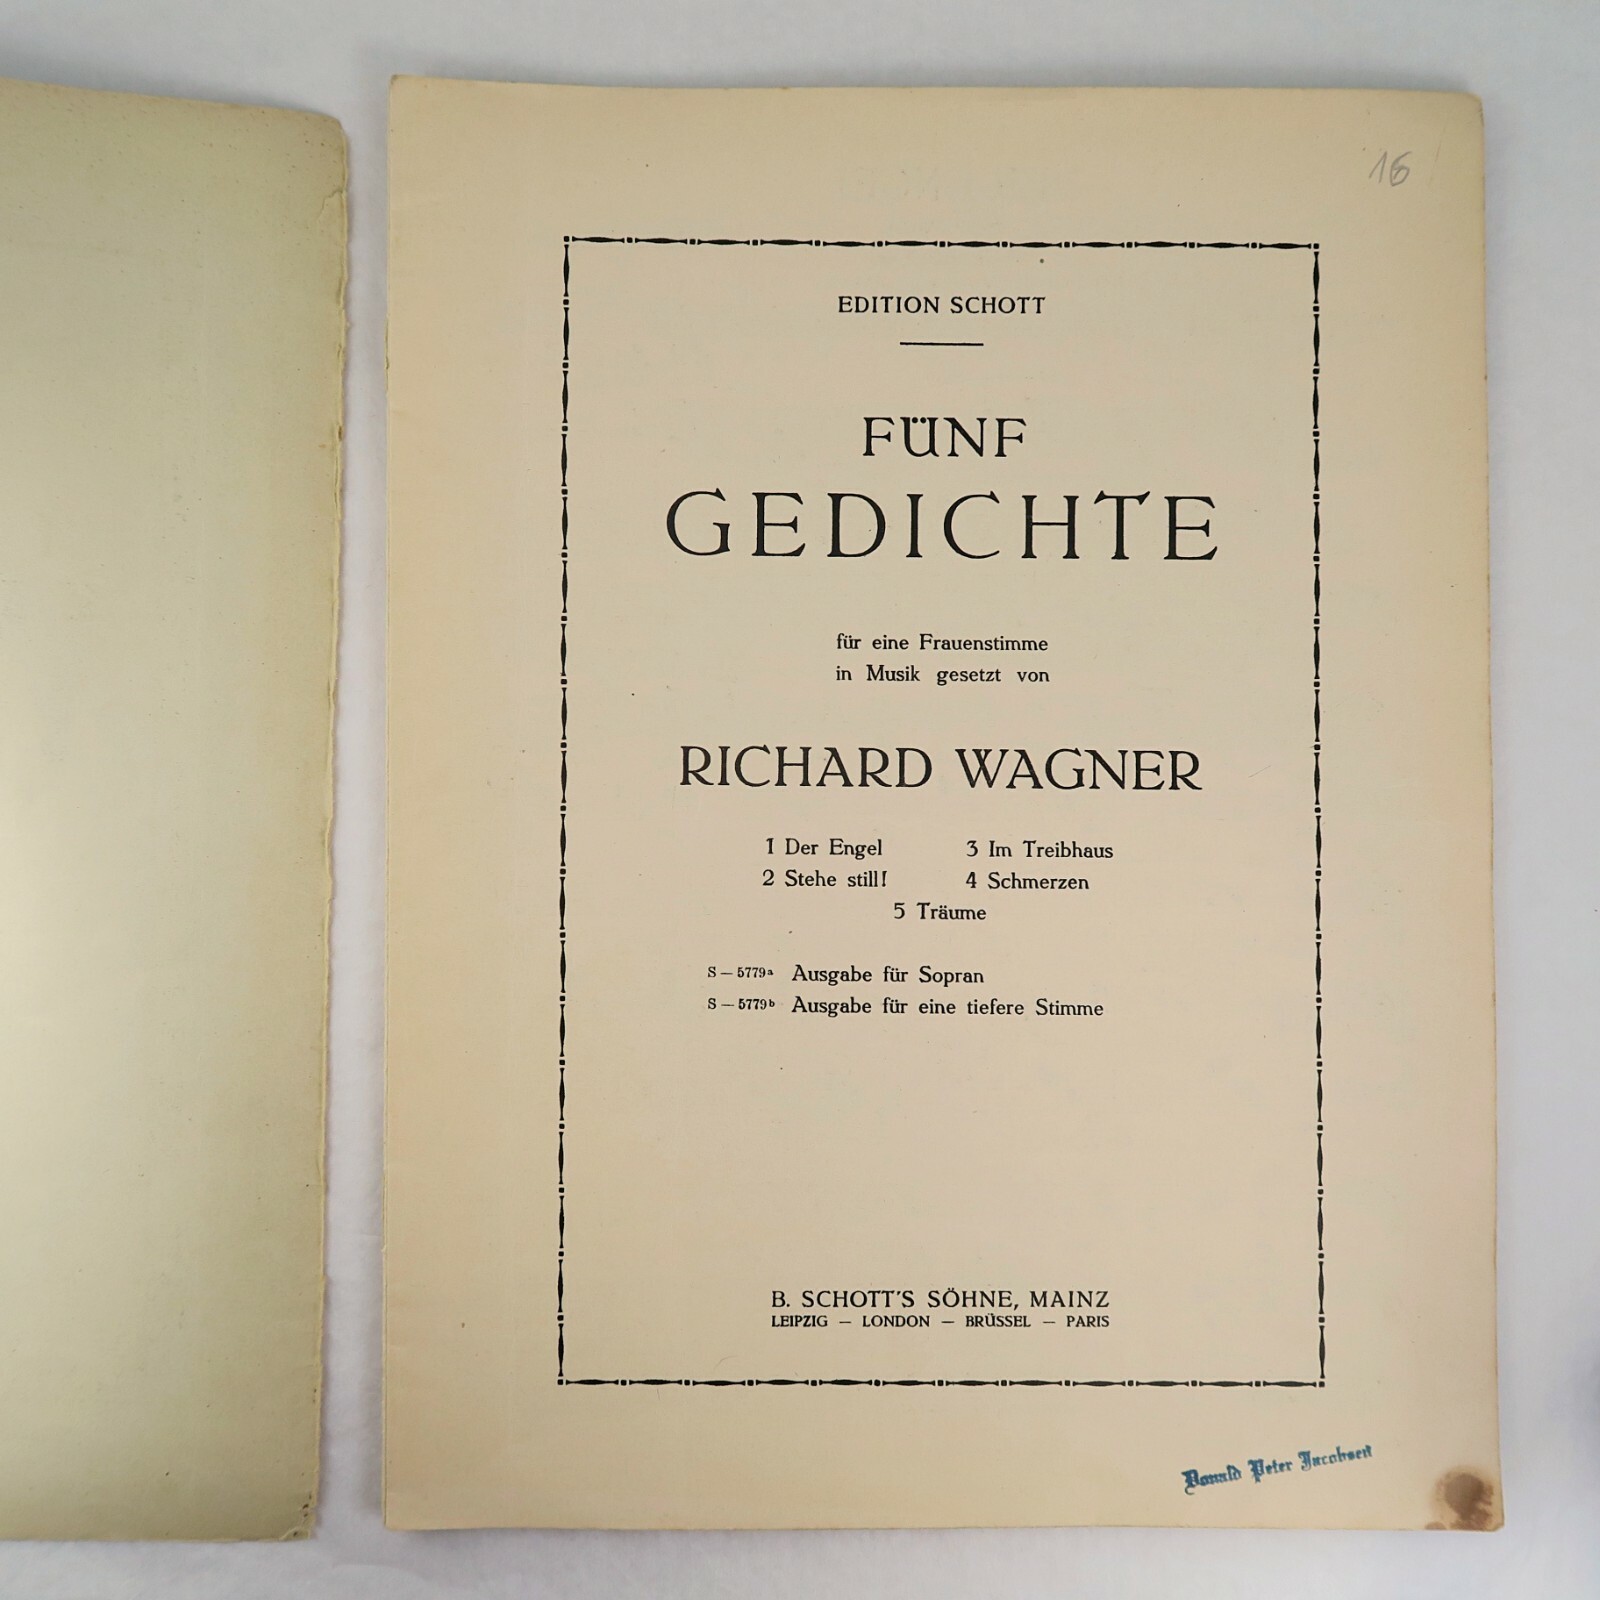 16
EDITION SCHOTT
FÜNF
GEDICHTE
für eine Frauenstimme
in Musik gesetzt von
RICHARD WAGNER
1 Der Engel 3 Im Treibhaus
2 Stehe still! 4 Schmerzen
5 Träume
S — 5779a Ausgabe für Sopran
S — 5779b Ausgabe für eine tiefere Stimme
B. SCHOTT'S SÖHNE, MAINZ
LEIPZIG — LONDON — BRÜSSEL — PARIS
Donald Peter Jacobsen